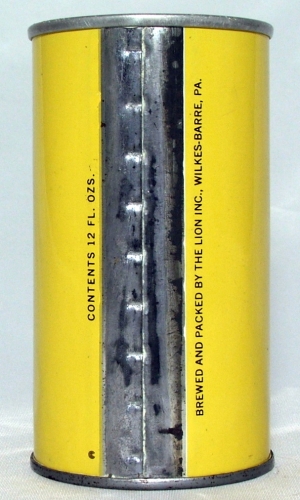 CONTENTS 12 FL. OZS.
BREWED AND PACKED BY THE LION INC., WILKES-BARRE, PA.